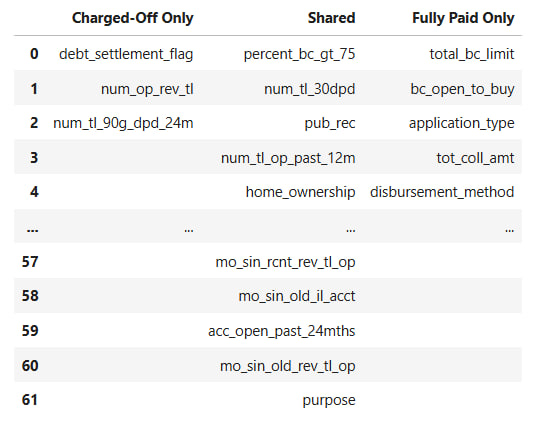 Charged-Off Only Shared Fully Paid Only
0 debt_settlement_flag percent_bc_gt_75 total_bc_limit
1 num_op_rev_tl num_tl_30dpd bc_open_to_buy
2 num_tl_90g_dpd_24m pub_rec application_type
3 num_tl_op_past_12m tot_coll_amt
4 home_ownership disbursement_method
... ... ... ...
57 mo_sin_rcnt_rev_tl_op
58 mo_sin_old_il_acct
59 acc_open_past_24mths
60 mo_sin_old_rev_tl_op
61 purpose